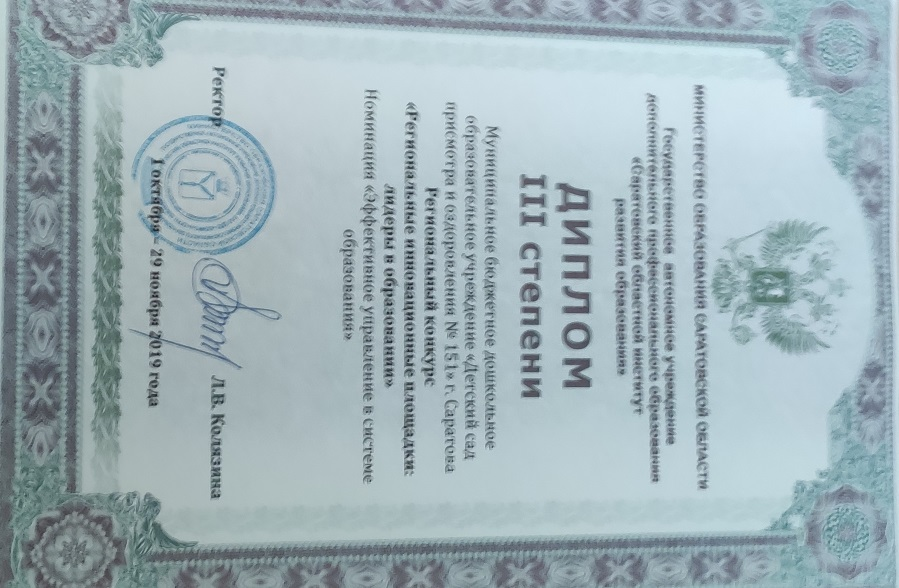 МИНИСТЕРСТВО ОБРАЗОВАНИЯ САРАТОВСКОЙ ОБЛАСТИ
Государственное автономное учреждение
дополнительного профессионального образования
«Саратовский областной институт
развития образования»
ДИПЛОМ
III степени
Муниципальное бюджетное дошкольное
образовательное учреждение «Детский сад
присмотра и оздоровления № 151» г. Саратова
Региональный конкурс
«Региональные инновационные площадки:
лидеры в образовании»
Номинация «Эффективное управление в системе
образования»
Ректор Л.В. Колязина
1 октября – 29 ноября 2019 года